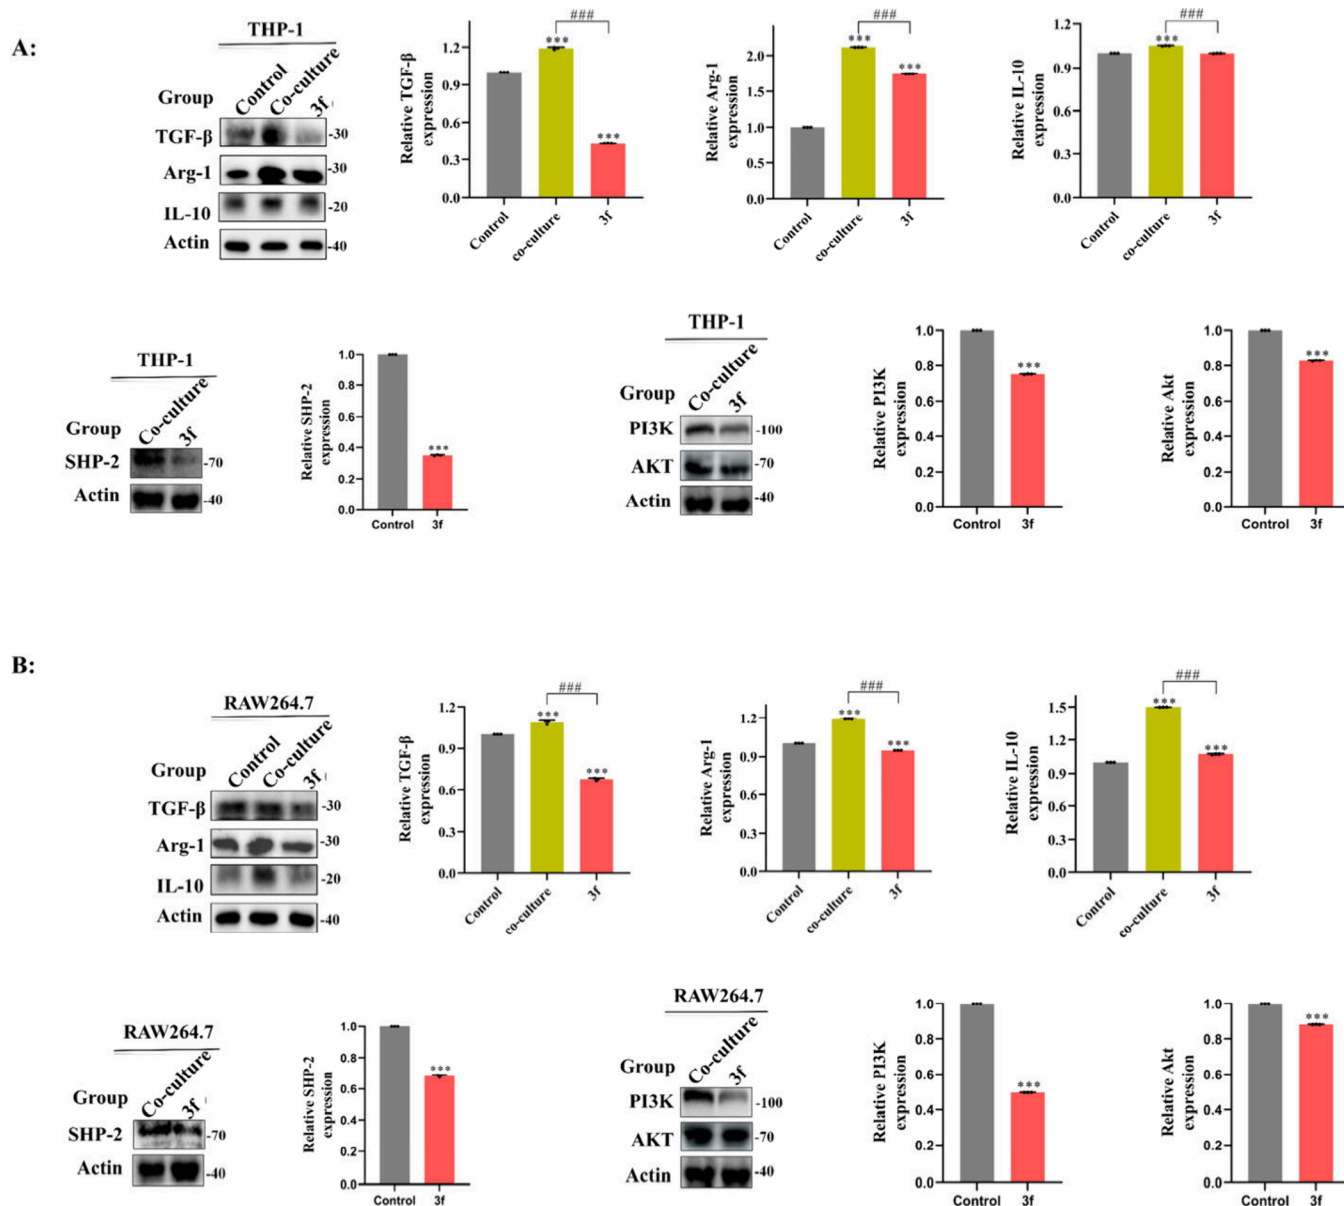 A:
THP-1
Group Control Co-culture 3f
TGF-β -30
Arg-1 -30
IL-10 -20
Actin -40
Relative TGF-β
expression
1.2
0.9
0.6
0.3
0.0
***
***
###
Control co-culture 3f
Relative Arg-1
expression
2.0
1.5
1.0
0.5
0.0
***
***
###
Control co-culture 3f
Relative IL-10
expression
1.2
0.9
0.6
0.3
0.0
***
###
Control co-culture 3f
THP-1
Group Co-culture 3f
SHP-2 -70
Actin -40
Relative SHP-2
expression
1.0
0.8
0.6
0.4
0.2
0.0
***
Control 3f
THP-1
Group Co-culture 3f
PI3K -100
AKT -70
Actin -40
Relative PI3K
expression
1.0
0.8
0.6
0.4
0.2
0.0
***
Control 3f
Relative Akt
expression
1.0
0.8
0.6
0.4
0.2
0.0
***
Control 3f
B:
RAW264.7
Group Control Co-culture 3f
TGF-β -30
Arg-1 -30
IL-10 -20
Actin -40
Relative TGF-β
expression
1.2
0.9
0.6
0.3
0.0
***
***
###
Control co-culture 3f
Relative Arg-1
expression
1.2
0.9
0.6
0.3
0.0
***
***
###
Control co-culture 3f
Relative IL-10
expression
1.5
1.2
0.9
0.6
0.3
0.0
***
***
###
Control co-culture 3f
RAW264.7
Group Co-culture 3f
SHP-2 -70
Actin -40
Relative SHP-2
expression
1.0
0.8
0.6
0.4
0.2
0.0
***
Control 3f
RAW264.7
Group Co-culture 3f
PI3K -100
AKT -70
Actin -40
Relative PI3K
expression
1.0
0.8
0.6
0.4
0.2
0.0
***
Control 3f
Relative Akt
expression
1.0
0.8
0.6
0.4
0.2
0.0
***
Control 3f